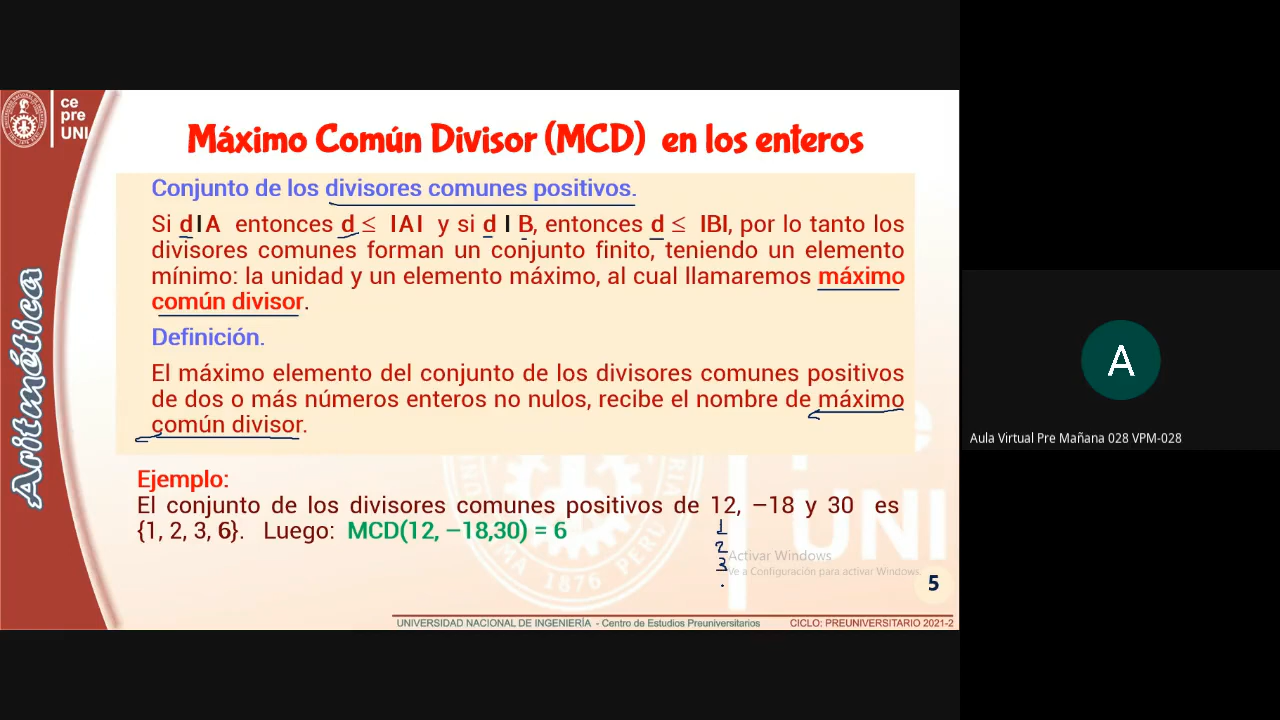 ce
pre
UNI
Máximo Común Divisor (MCD) en los enteros
Conjunto de los divisores comunes positivos.
Si d I A entonces d ≤ IAI y si d I B, entonces d ≤ IBI, por lo tanto los
divisores comunes forman un conjunto finito, teniendo un elemento
mínimo: la unidad y un elemento máximo, al cual llamaremos máximo
común divisor.
Definición.
El máximo elemento del conjunto de los divisores comunes positivos
de dos o más números enteros no nulos, recibe el nombre de máximo
común divisor.
Aritmética
Ejemplo:
El conjunto de los divisores comunes positivos de 12, –18 y 30 es
{1, 2, 3, 6}. Luego: MCD(12, –18,30) = 6
1
2
3
.
Activar Windows
Ve a Configuración para activar Windows.
5
UNIVERSIDAD NACIONAL DE INGENIERÍA - Centro de Estudios Preuniversitarios CICLO: PREUNIVERSITARIO 2021-2
A
Aula Virtual Pre Mañana 028 VPM-028